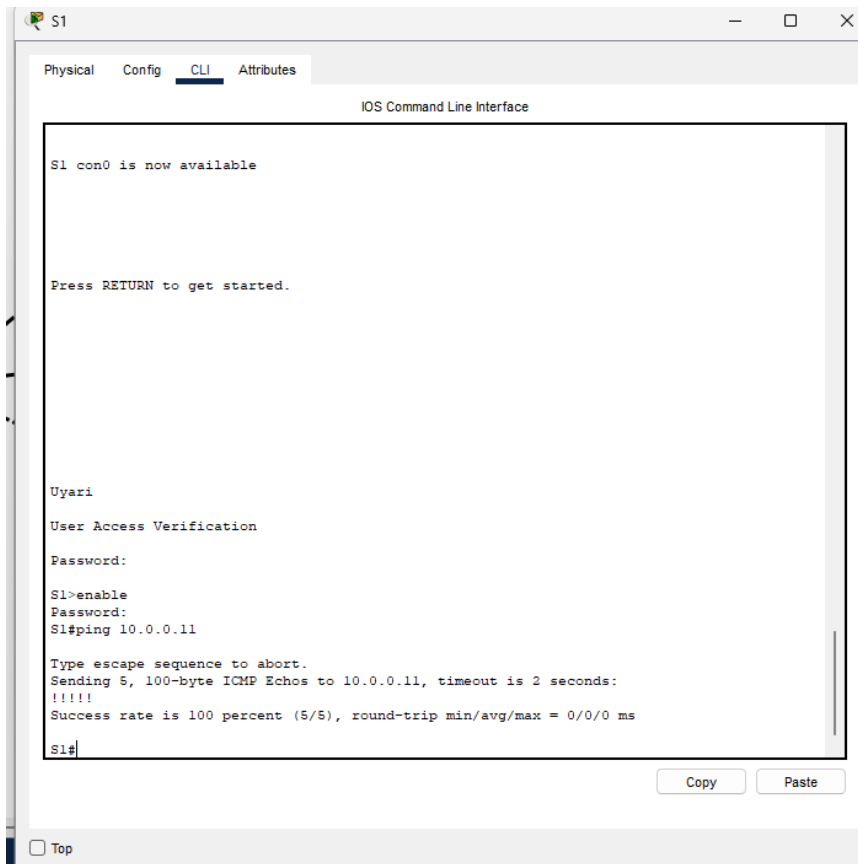 S1
Physical Config CLI Attributes
IOS Command Line Interface
S1 con0 is now available
Press RETURN to get started.
Uyari
User Access Verification
Password:
S1>enable
Password:
S1#ping 10.0.0.11
Type escape sequence to abort.
Sending 5, 100-byte ICMP Echos to 10.0.0.11, timeout is 2 seconds:
!!!!!
Success rate is 100 percent (5/5), round-trip min/avg/max = 0/0/0 ms
S1#
Copy Paste
Top